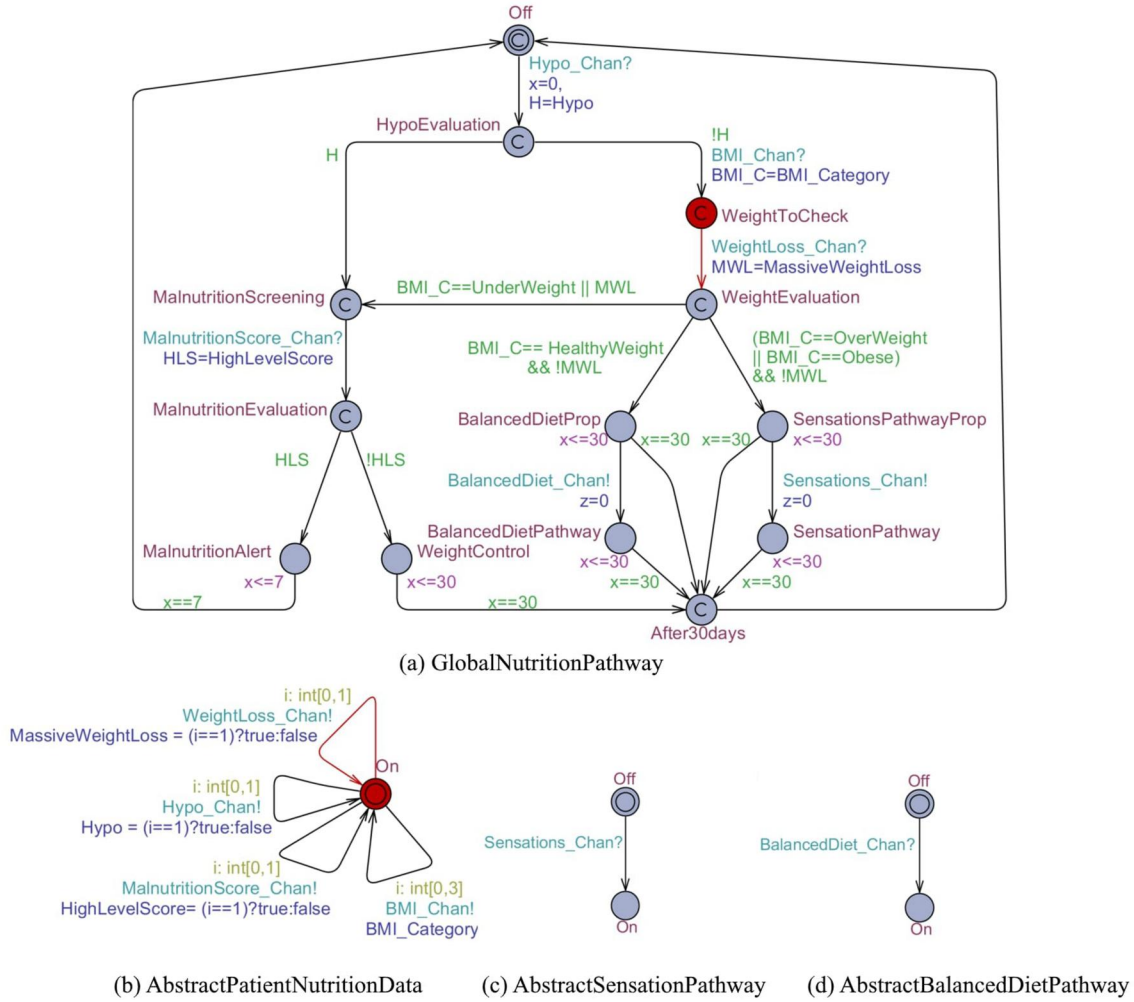 Off
Hypo_Chan?
x=0,
H=Hypo
HypoEvaluation
H
!H
BMI_Chan?
BMI_C=BMI_Category
WeightToCheck
WeightLoss_Chan?
MWL=MassiveWeightLoss
MalnutritionScreening
BMI_C==UnderWeight || MWL
WeightEvaluation
MalnutritionScore_Chan?
HLS=HighLevelScore
BMI_C== HealthyWeight
&& !MWL
(BMI_C==OverWeight
|| BMI_C==Obese)
&& !MWL
MalnutritionEvaluation
BalancedDietProp
x<=30
x==30
x==30
SensationsPathwayProp
x<=30
HLS
!HLS
BalancedDiet_Chan!
z=0
Sensations_Chan!
z=0
MalnutritionAlert
x<=7
WeightControl
x<=30
BalancedDietPathway
x<=30
x==30
SensationPathway
x<=30
x==30
x==7
x==30
After30days
(a) GlobalNutritionPathway
i: int[0,1]
WeightLoss_Chan!
MassiveWeightLoss = (i==1)?true:false
On
i: int[0,1]
Hypo_Chan!
Hypo = (i==1)?true:false
i: int[0,1]
MalnutritionScore_Chan!
HighLevelScore= (i==1)?true:false
i: int[0,3]
BMI_Chan!
BMI_Category
Off
Sensations_Chan?
On
Off
BalancedDiet_Chan?
On
(b) AbstractPatientNutritionData
(c) AbstractSensationPathway
(d) AbstractBalancedDietPathway